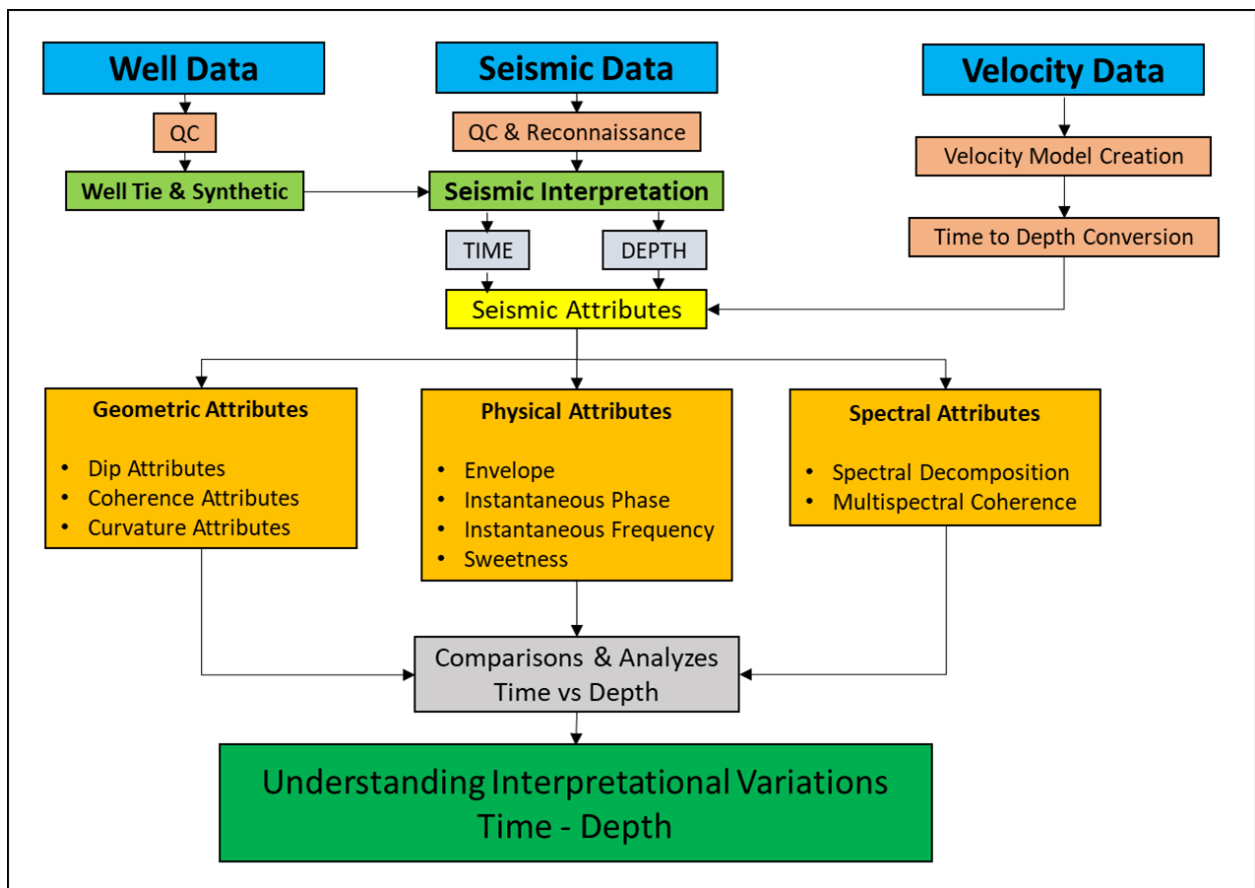 Well Data
Seismic Data
Velocity Data
QC
QC & Reconnaissance
Velocity Model Creation
Well Tie & Synthetic
Seismic Interpretation
Time to Depth Conversion
TIME
DEPTH
Seismic Attributes
Geometric Attributes
• Dip Attributes
• Coherence Attributes
• Curvature Attributes
Physical Attributes
• Envelope
• Instantaneous Phase
• Instantaneous Frequency
• Sweetness
Spectral Attributes
• Spectral Decomposition
• Multispectral Coherence
Comparisons & Analyzes
Time vs Depth
Understanding Interpretational Variations
Time - Depth